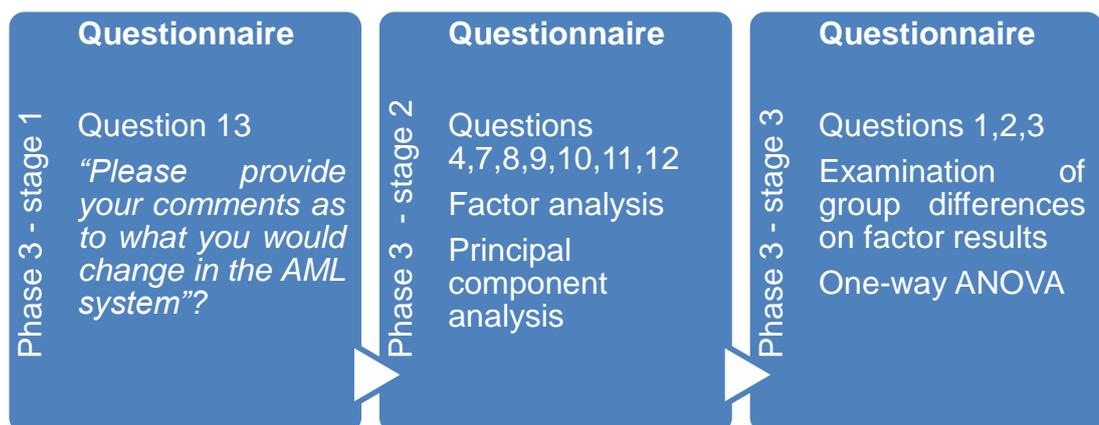 Phase 3 - stage 1
Questionnaire
Question 13
“Please provide
your comments as
to what you would
change in the AML
system”?
Phase 3 - stage 2
Questionnaire
Questions
4,7,8,9,10,11,12
Factor analysis
Principal
component
analysis
Phase 3 - stage 3
Questionnaire
Questions 1,2,3
Examination of
group differences
on factor results
One-way ANOVA